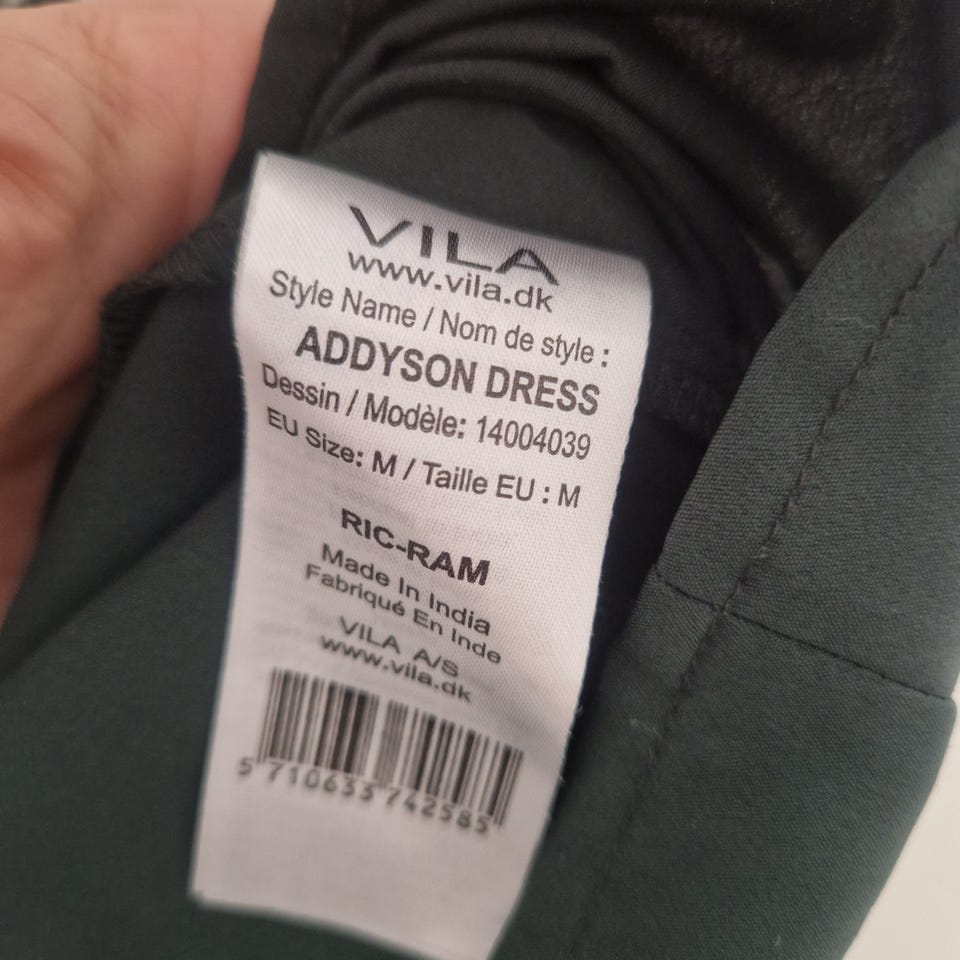 VILA
www.vila.dk
Style Name / Nom de style :
ADDYSON DRESS
Dessin / Modèle: 14004039
EU Size: M / Taille EU : M
RIC-RAM
Made In India
Fabriqué En Inde
VILA A/S
www.vila.dk
5 710633 742585